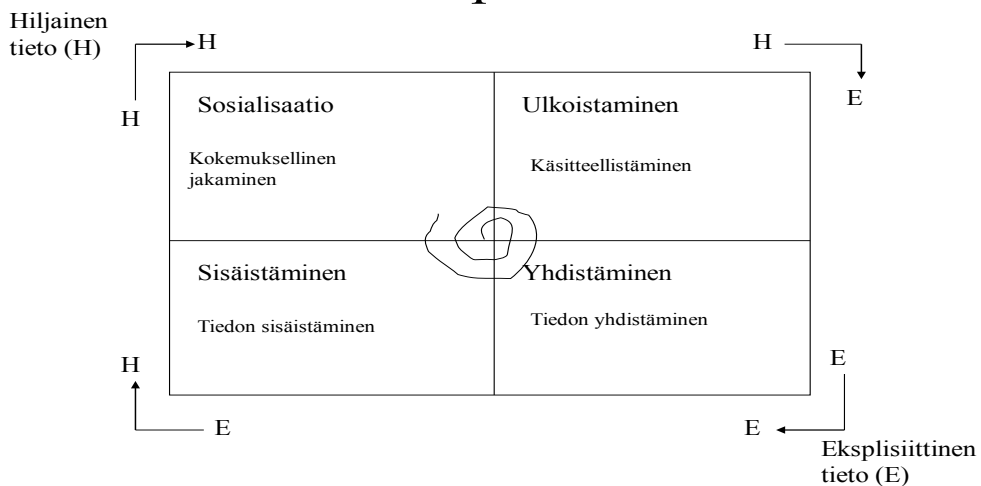 Hiljainen
tieto (H)
H
H
H
E
Sosialisaatio
Ulkoistaminen
Kokemuksellinen
jakaminen
Käsitteellistäminen
Sisäistäminen
Yhdistäminen
Tiedon sisäistäminen
Tiedon yhdistäminen
H
E
E
E
Eksplisiittinen
tieto (E)